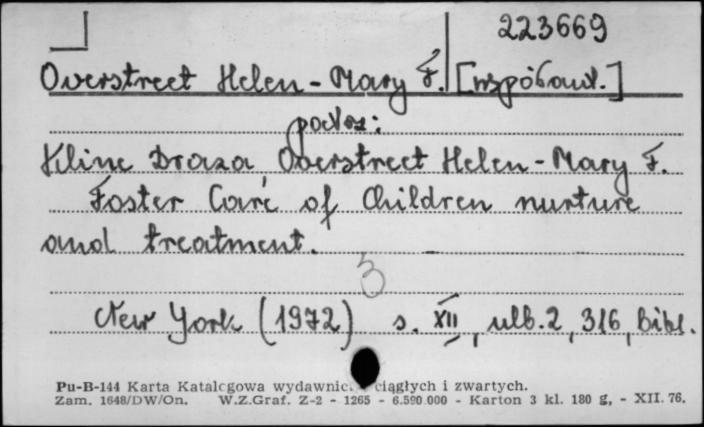 223669
Overstreet Helen-Mary F. [współaut.]
podos:
Kline Draza, Overstreet Helen-Mary F.
Foster Care of Children nurture
and treatment.
3
New York (1972) s. XII, nlb.2, 316, Bibl.
Pu-B-144 Karta Katalogowa wydawnic. ciągłych i zwartych.
Zam. 1648/DW/On. W.Z.Graf. Z-2 - 1265 - 6.590.000 - Karton 3 kl. 180 g, - XII. 76.